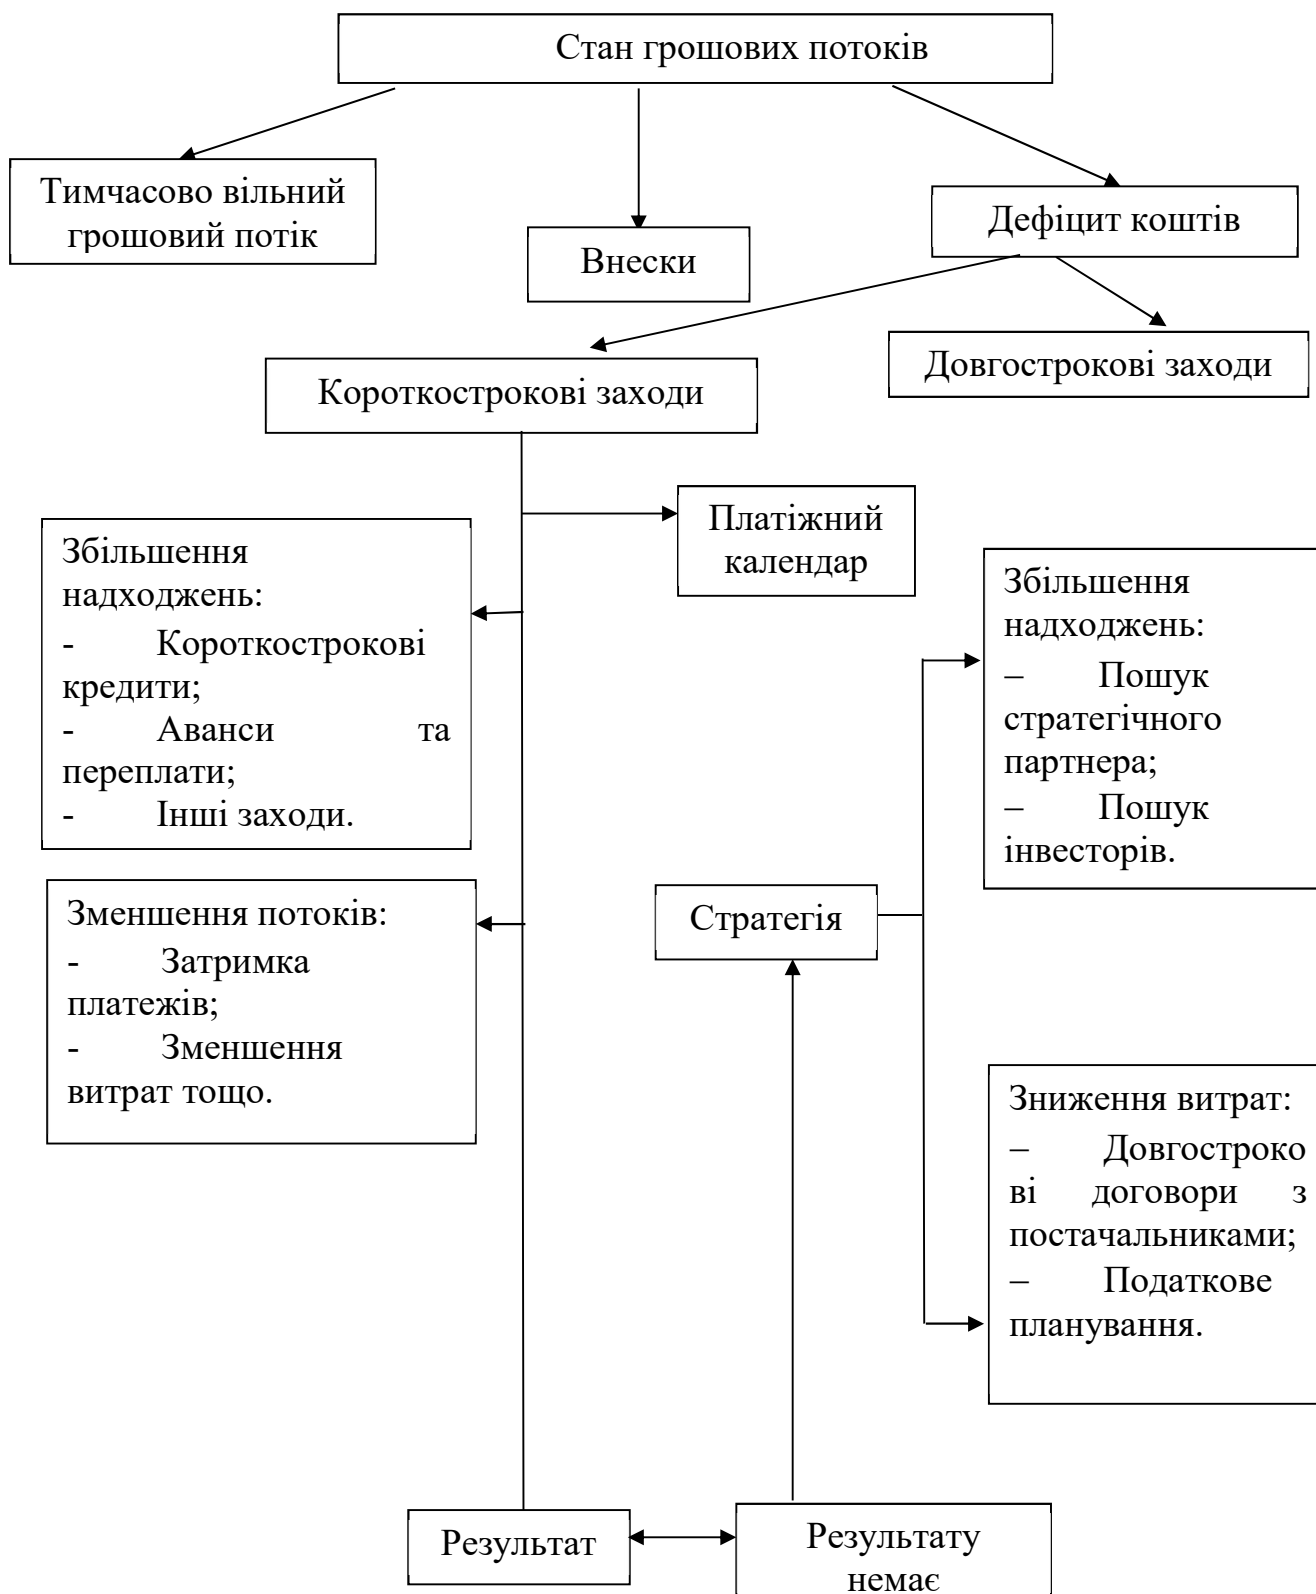 Стан грошових потоків
Тимчасово вільний
грошовий потік
Внески
Дефіцит коштів
Короткострокові заходи
Довгострокові заходи
Платіжний
календар
Збільшення
надходжень:
- Короткострокові
кредити;
- Аванси та
переплати;
- Інші заходи.
Збільшення
надходжень:
– Пошук
стратегічного
партнера;
– Пошук
інвесторів.
Зменшення потоків:
- Затримка
платежів;
- Зменшення
витрат тощо.
Стратегія
Зниження витрат:
– Довгостроко
ві договори з
постачальниками;
– Податкове
планування.
Результат
Результату
немає